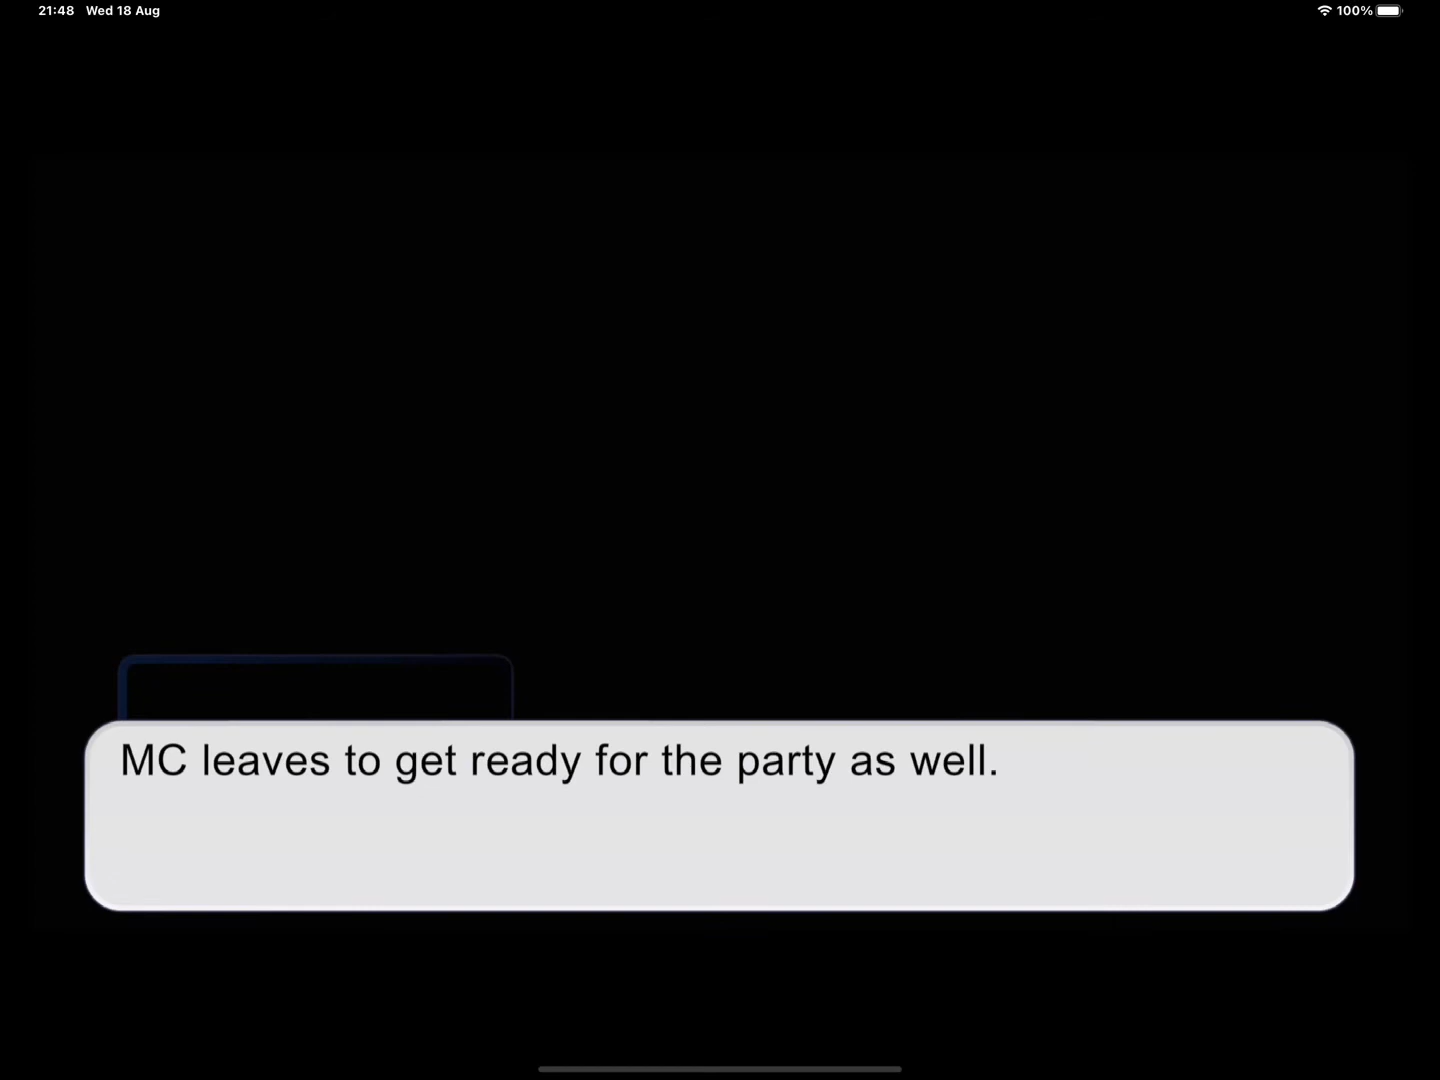 21:48 Wed 18 Aug 100%
MC leaves to get ready for the party as well.